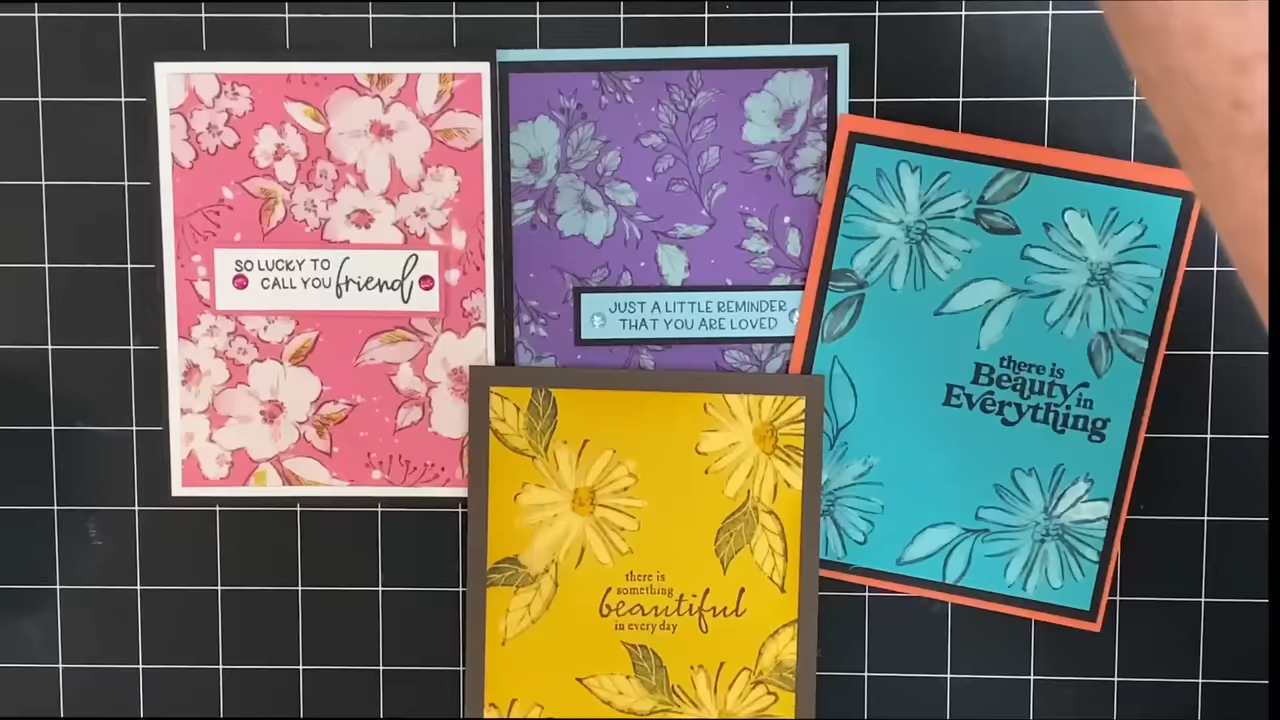 SO LUCKY TO
CALL YOU friend
JUST A LITTLE REMINDER
THAT YOU ARE LOVED
there is
Beauty in
Everything
there is
something
beautiful
in every day